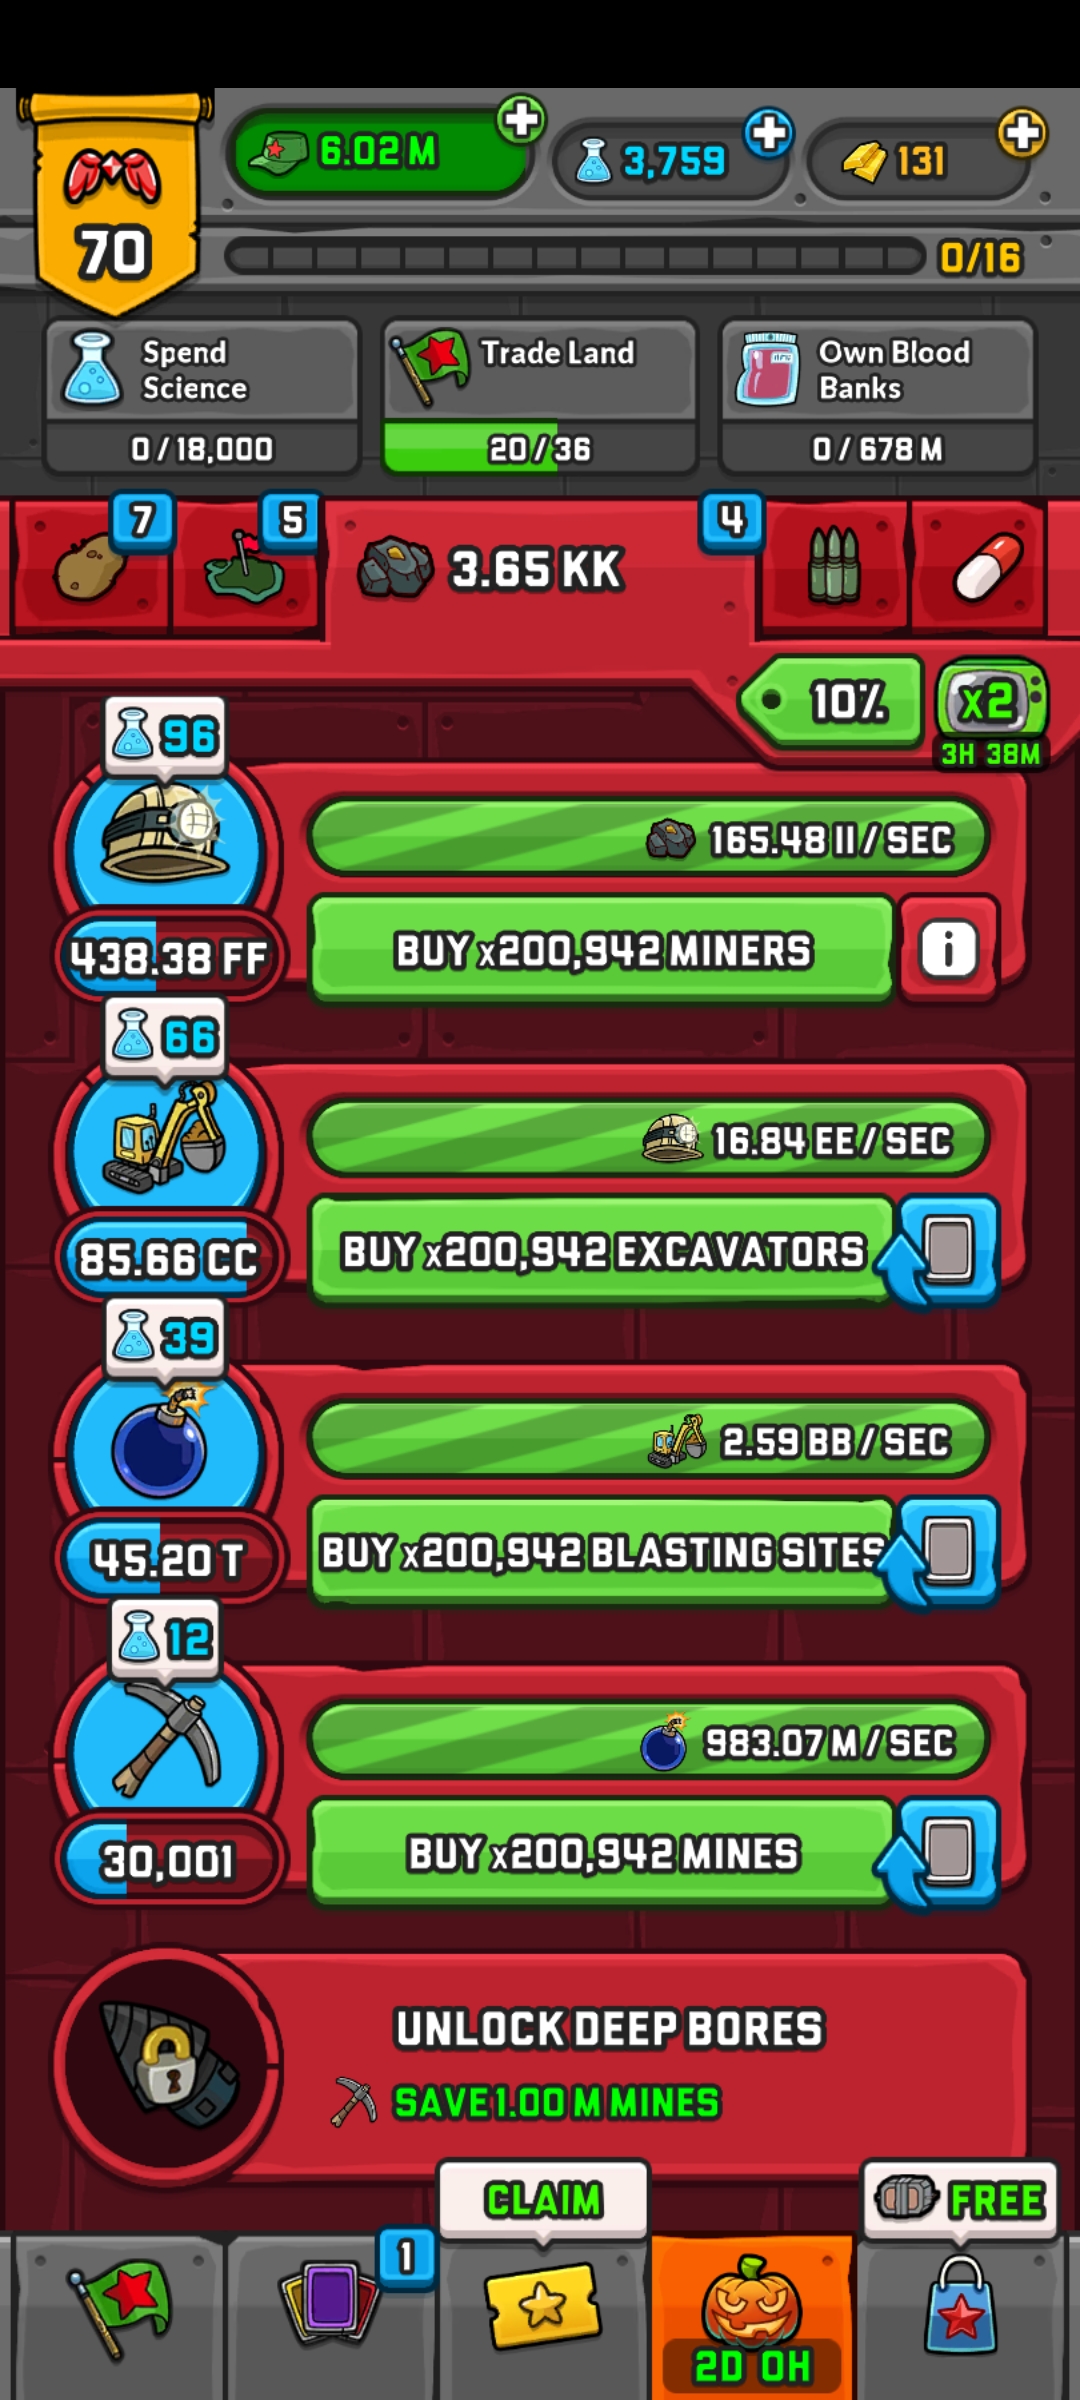 6.02 M
3,759
131
70
0/16
Spend
Science
0 / 18,000
Trade Land
20 / 36
Own Blood
Banks
0 / 678 M
7
5
3.65 KK
4
10%
x2
3H 38M
96
165.48 II / SEC
438.38 FF
BUY x200,942 MINERS
i
66
16.84 EE / SEC
85.66 CC
BUY x200,942 EXCAVATORS
39
2.59 BB / SEC
45.20 T
BUY x200,942 BLASTING SITES
12
983.07 M / SEC
30,001
BUY x200,942 MINES
UNLOCK DEEP BORES
SAVE 1.00 M MINES
CLAIM
FREE
1
2D 0H